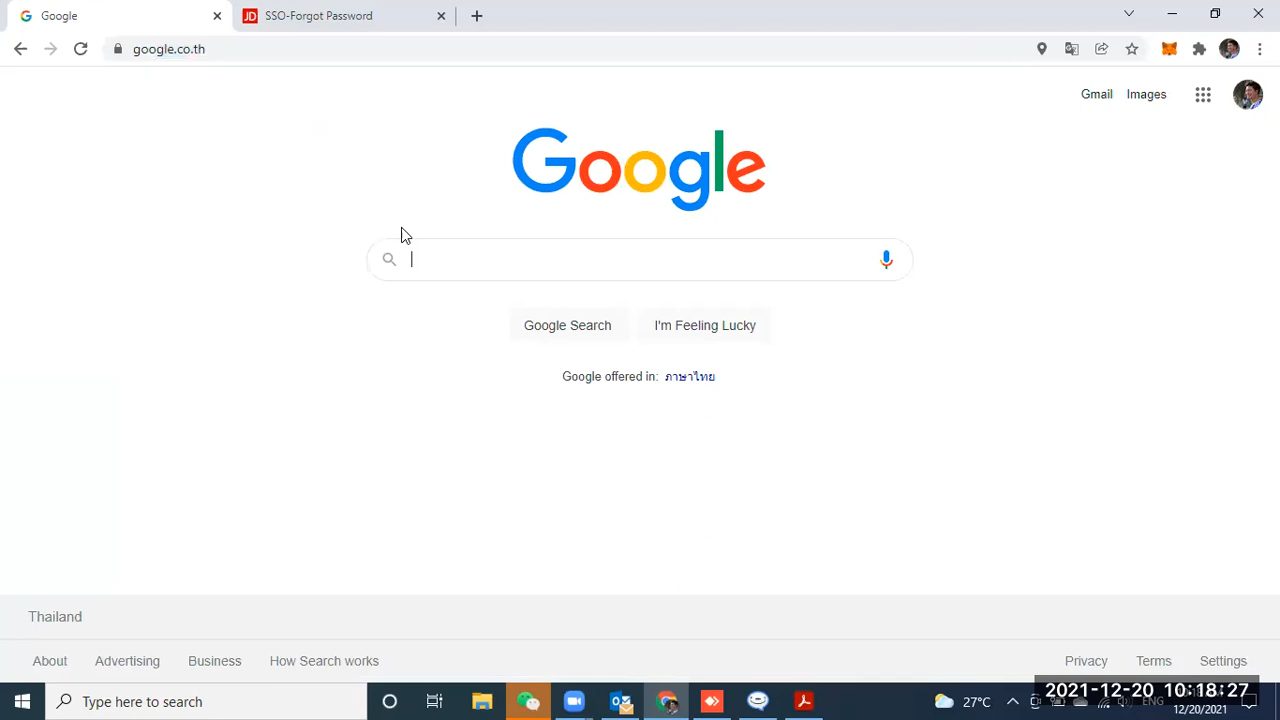 Google
JD SSO-Forgot Password
google.co.th
Gmail Images
Google
Google Search
I'm Feeling Lucky
Google offered in: ภาษาไทย
Thailand
About Advertising Business How Search works
Privacy Terms Settings
Type here to search
27°C
ENG
2021-12-20 10:18:27
12/20/2021